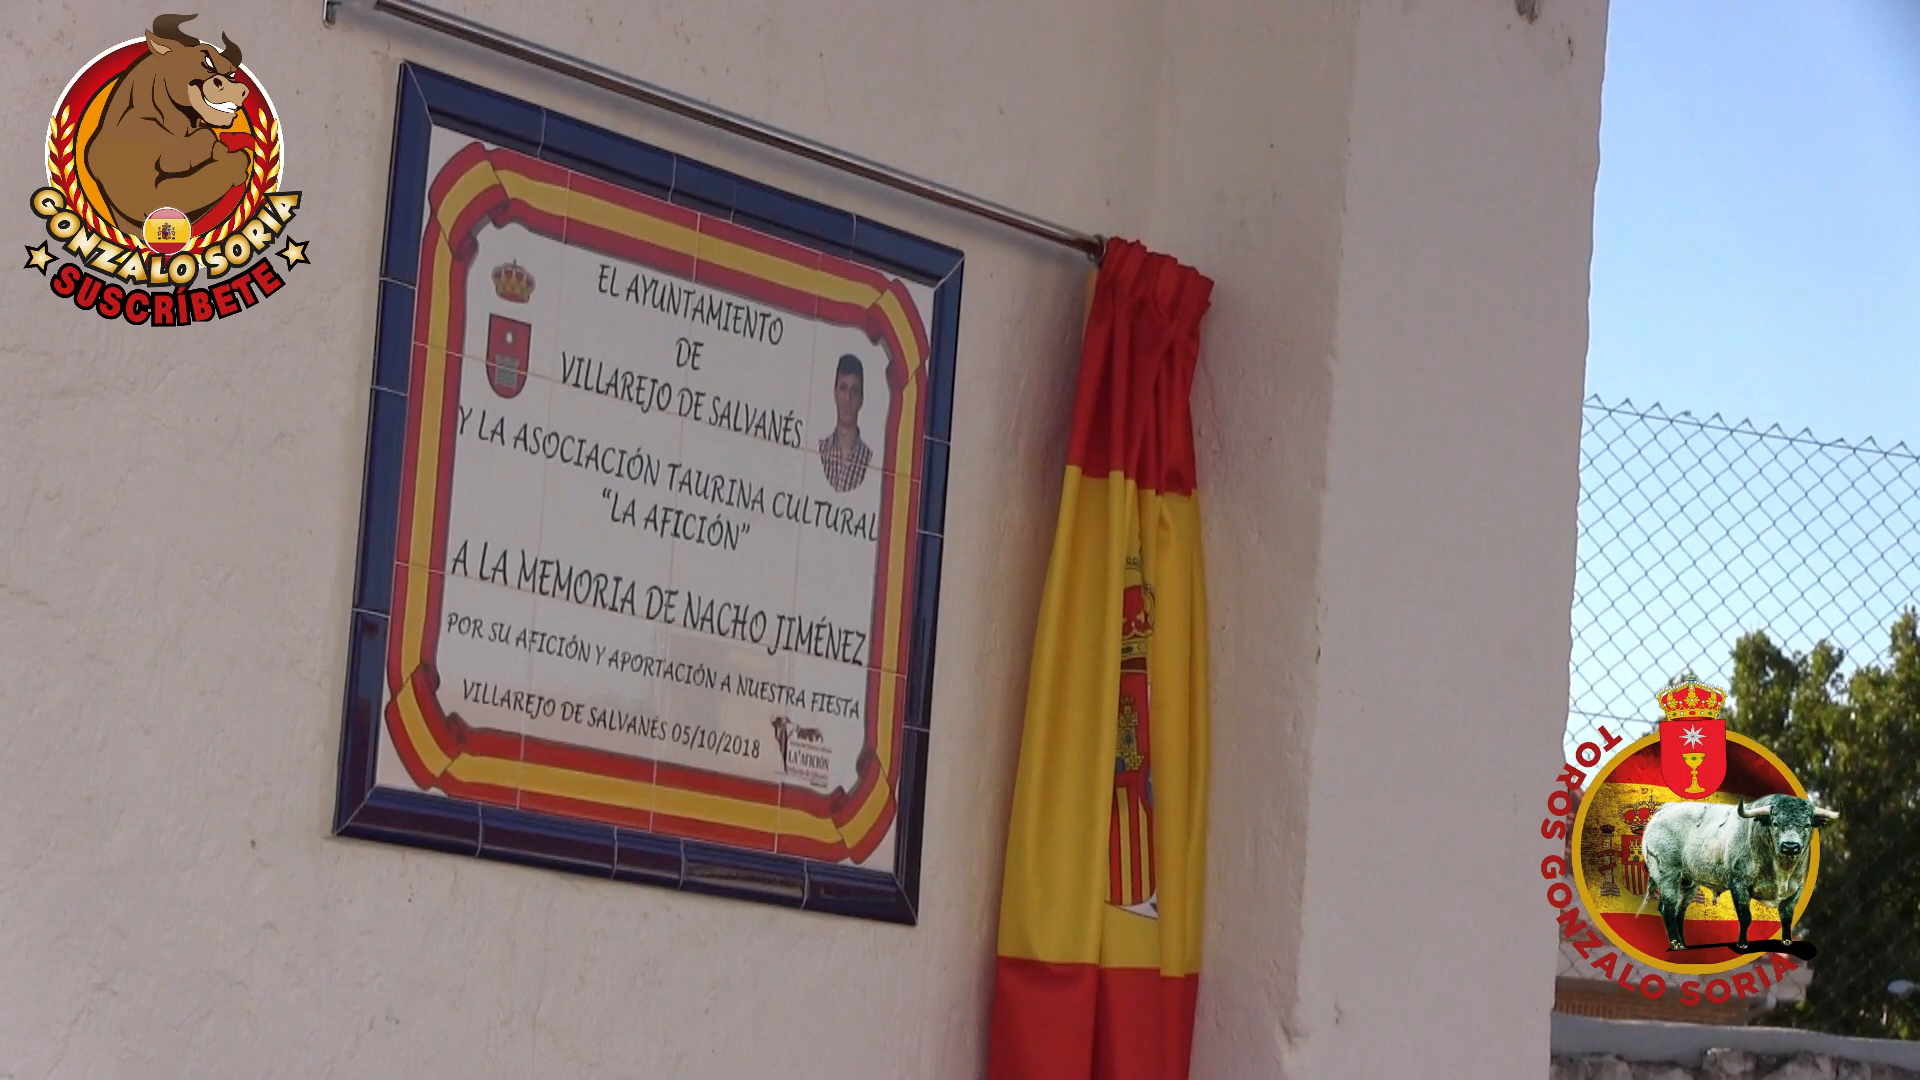 GONZALO SORIA
SUSCRÍBETE
EL AYUNTAMIENTO
DE
VILLAREJO DE SALVANÉS
Y LA ASOCIACIÓN TAURINA CULTURAL
“LA AFICIÓN”
A LA MEMORIA DE NACHO JIMÉNEZ
POR SU AFICIÓN Y APORTACIÓN A NUESTRA FIESTA
VILLAREJO DE SALVANÉS 05/10/2018
LA AFICIÓN
TOROS GONZALO SORIA